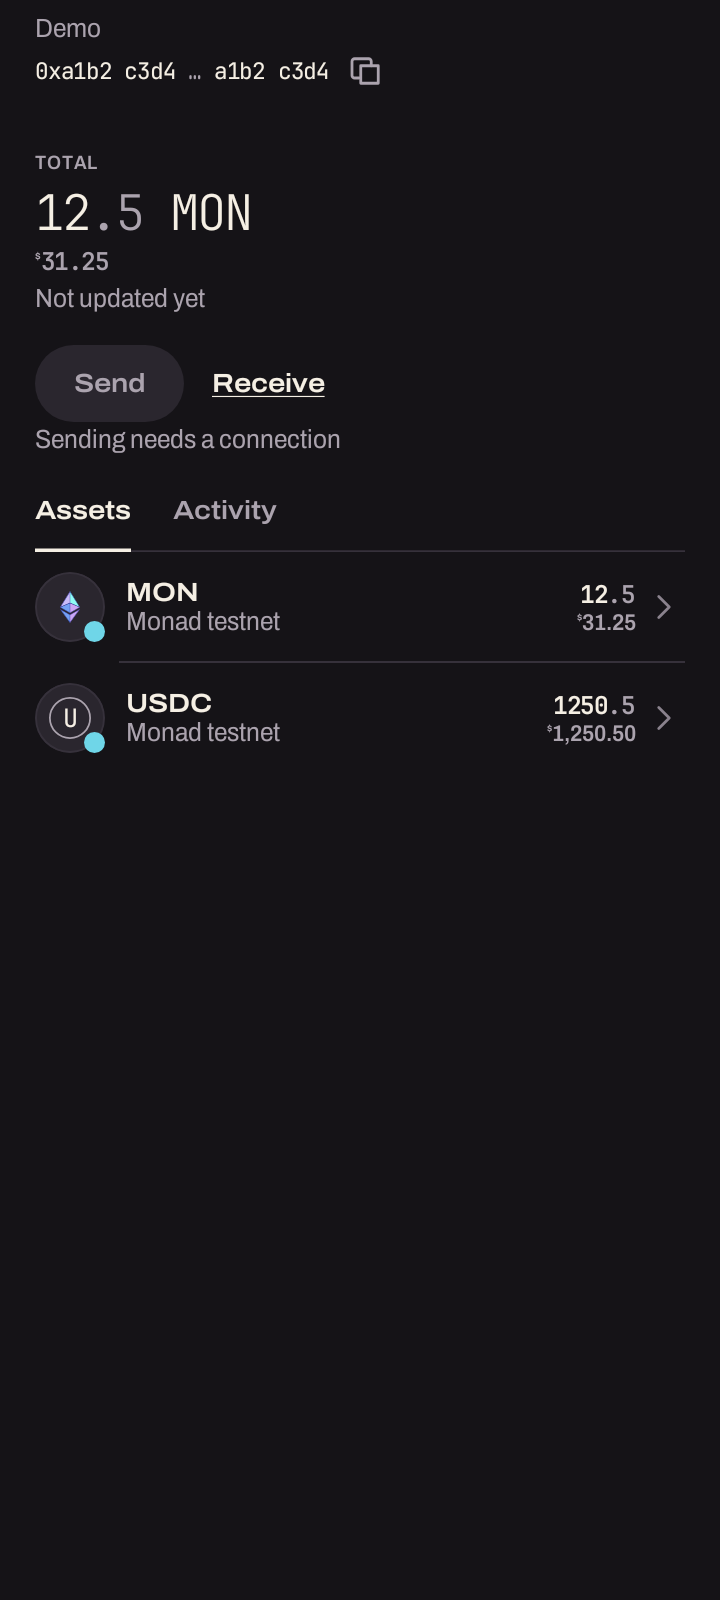 Demo
0xa1b2 c3d4 … a1b2 c3d4
TOTAL
12.5 MON
$31.25
Not updated yet
Send Receive
Sending needs a connection
Assets Activity
MON 12.5
Monad testnet $31.25
U USDC 1250.5
Monad testnet $1,250.50